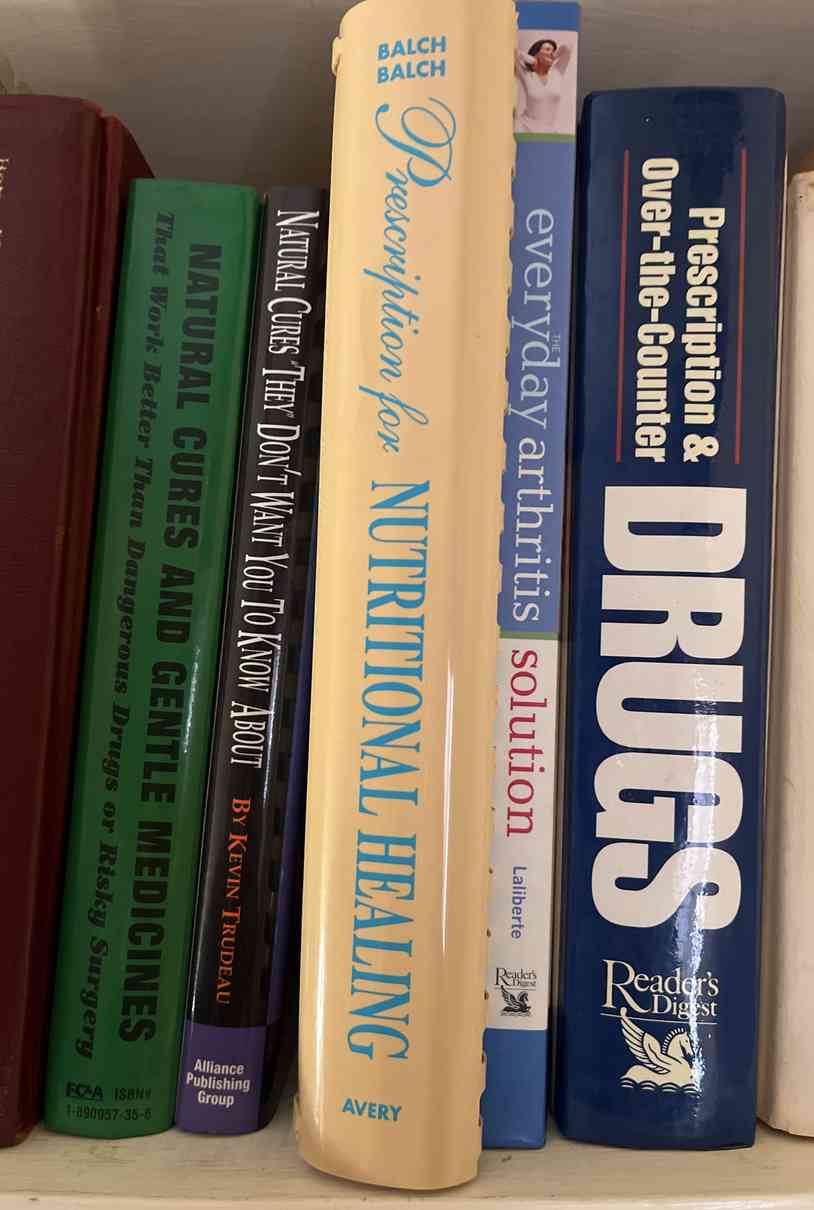 NATURAL CURES AND GENTLE MEDICINES
That Work Better Than Dangerous Drugs or Risky Surgery
FC&A ISBN#
1-890957-35-6
NATURAL CURES "THEY" DON'T WANT YOU TO KNOW ABOUT
BY KEVIN TRUDEAU
Alliance
Publishing
Group
BALCH
BALCH
Prescription for NUTRITIONAL HEALING
AVERY
THE
everyday arthritis solution
Laliberte
Reader's
Digest
Prescription &
Over-the-Counter
DRUGS
Reader's
Digest